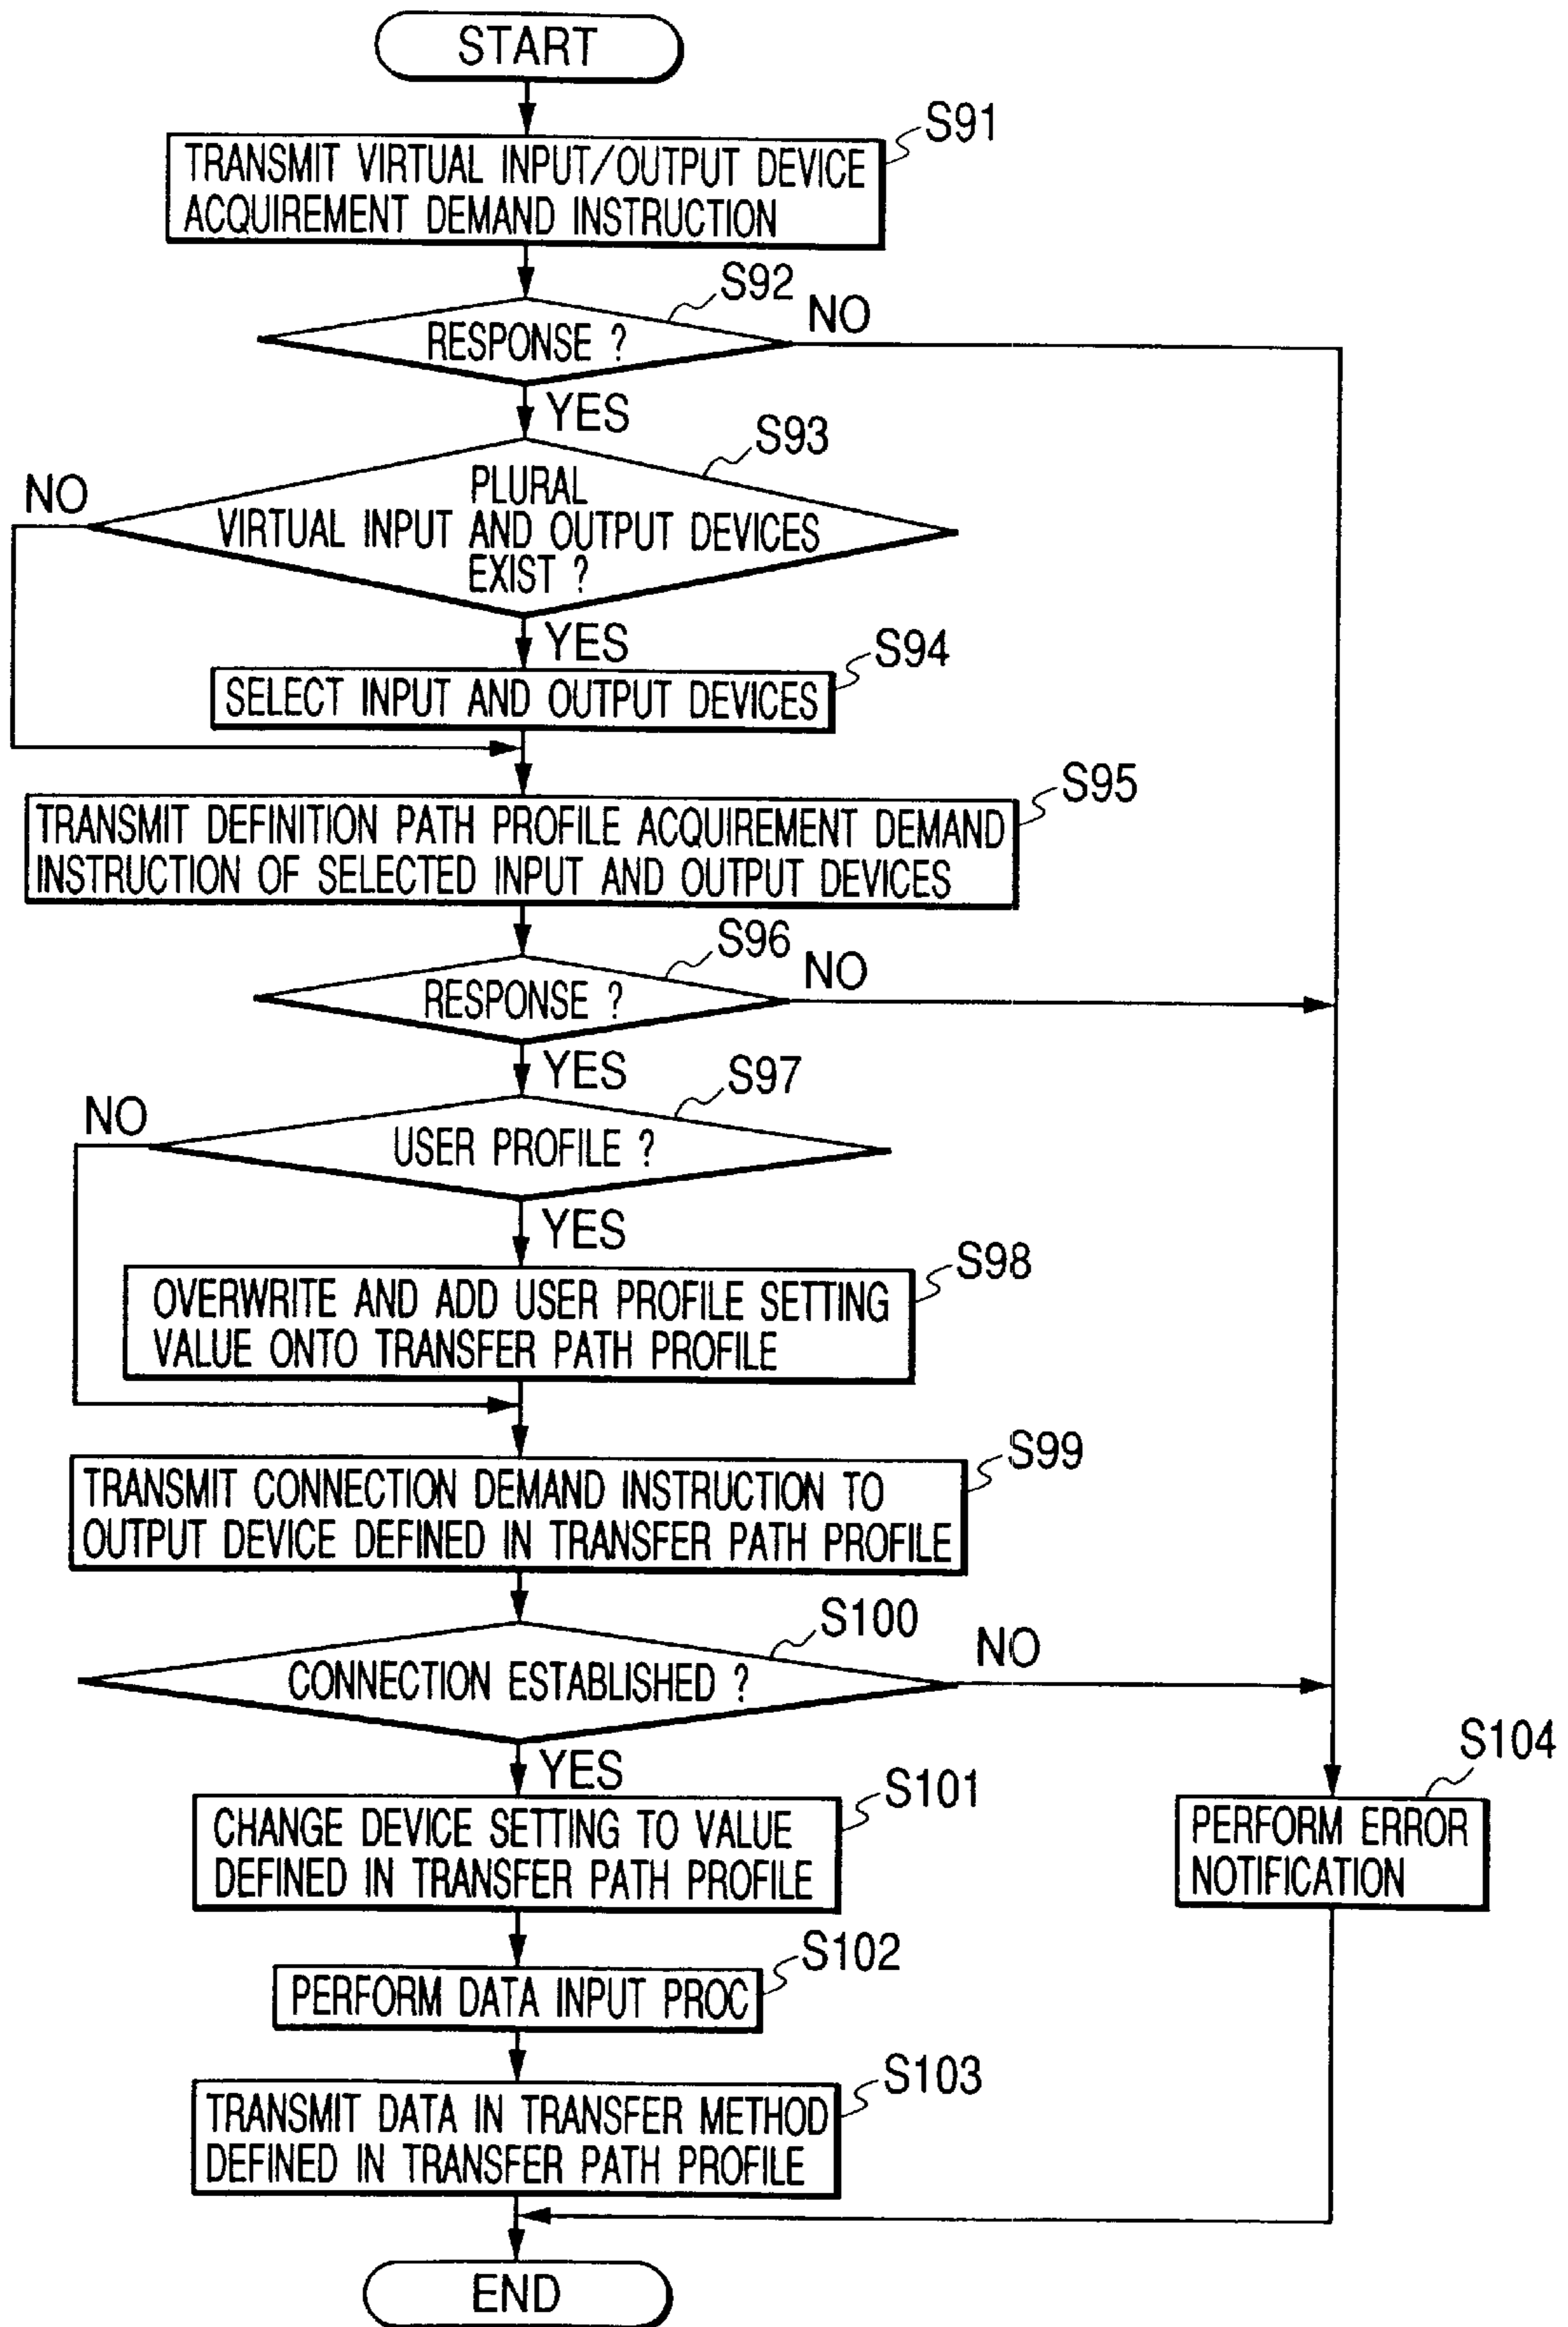 START
S91
TRANSMIT VIRTUAL INPUT/OUTPUT DEVICE
ACQUIREMENT DEMAND INSTRUCTION
S92
RESPONSE ?
NO
YES
S93
NO
PLURAL
VIRTUAL INPUT AND OUTPUT DEVICES
EXIST ?
YES
S94
SELECT INPUT AND OUTPUT DEVICES
S95
TRANSMIT DEFINITION PATH PROFILE ACQUIREMENT DEMAND
INSTRUCTION OF SELECTED INPUT AND OUTPUT DEVICES
S96
RESPONSE ?
NO
YES
S97
NO
USER PROFILE ?
YES
S98
OVERWRITE AND ADD USER PROFILE SETTING
VALUE ONTO TRANSFER PATH PROFILE
S99
TRANSMIT CONNECTION DEMAND INSTRUCTION TO
OUTPUT DEVICE DEFINED IN TRANSFER PATH PROFILE
S100
CONNECTION ESTABLISHED ?
NO
YES
S101
CHANGE DEVICE SETTING TO VALUE
DEFINED IN TRANSFER PATH PROFILE
S104
PERFORM ERROR
NOTIFICATION
S102
PERFORM DATA INPUT PROC
S103
TRANSMIT DATA IN TRANSFER METHOD
DEFINED IN TRANSFER PATH PROFILE
END